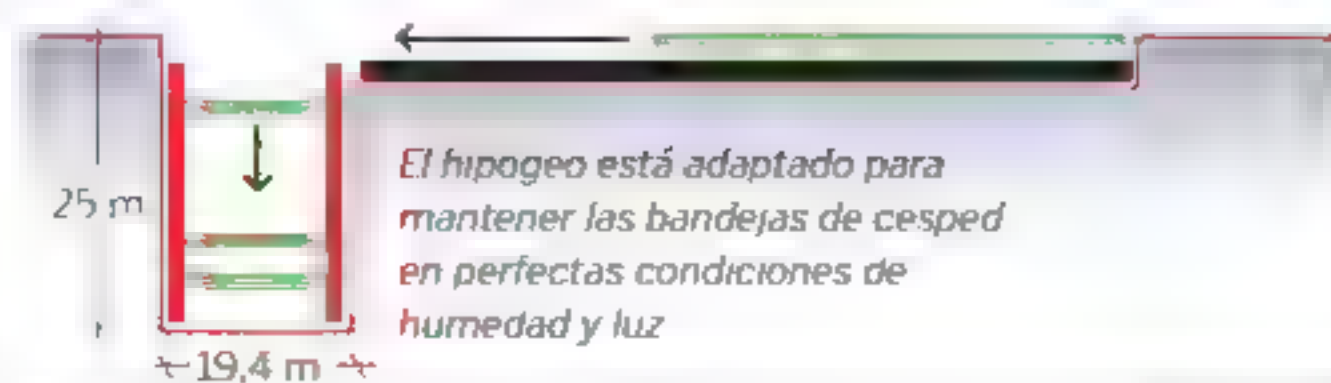 25 m
El hipogeo está adaptado para
mantener las bandejas de cesped
en perfectas condiciones de
humedad y luz
19,4 m